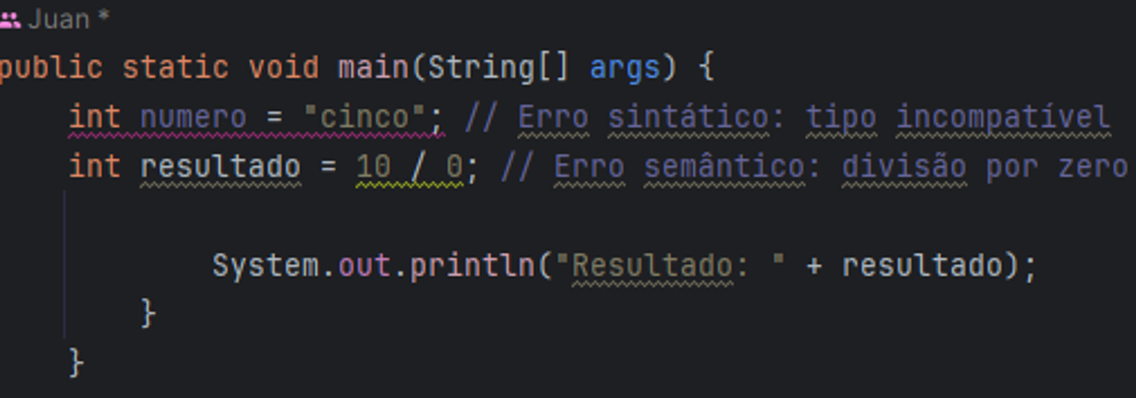 Juan *
public static void main(String[] args) {
int numero = "cinco"; // Erro sintático: tipo incompatível
int resultado = 10 / 0; // Erro semântico: divisão por zero
System.out.println("Resultado: " + resultado);
}
}